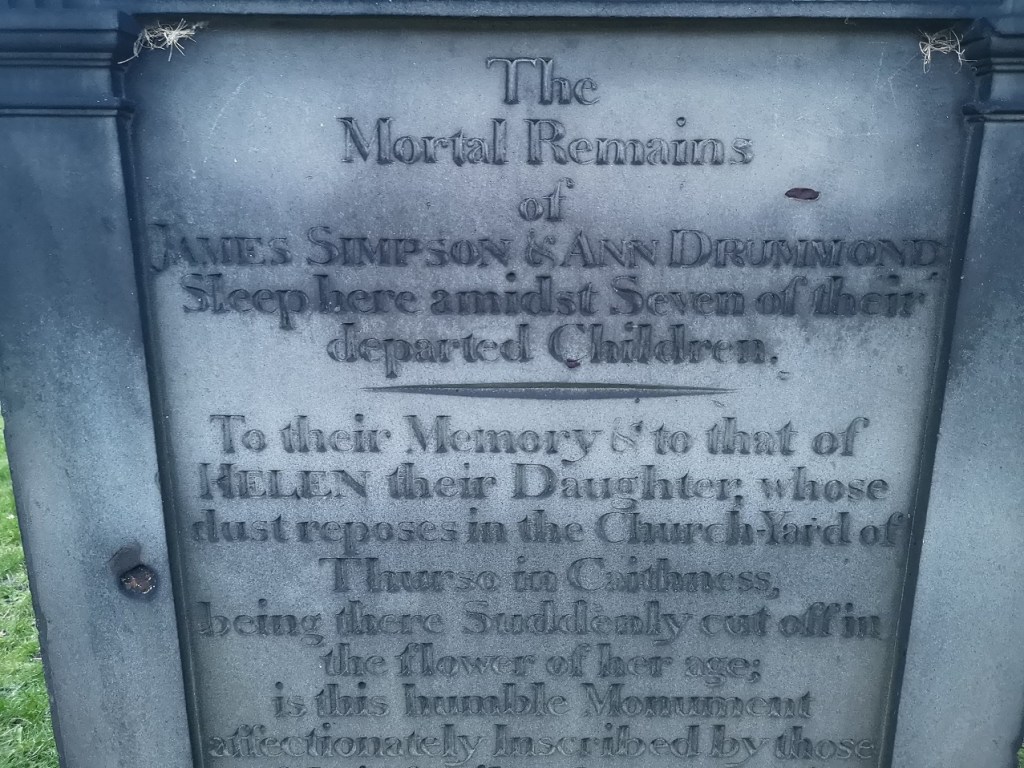 The
Mortal Remains
of
JAMES SIMPSON & ANN DRUMMOND
Sleep here amidst Seven of their
departed Children.
To their Memory & to that of
HELEN their Daughter, whose
dust reposes in the Church-Yard of
Thurso in Caithness,
being there Suddenly cut off in
the flower of her age;
is this humble Monument
affectionately Inscribed by those